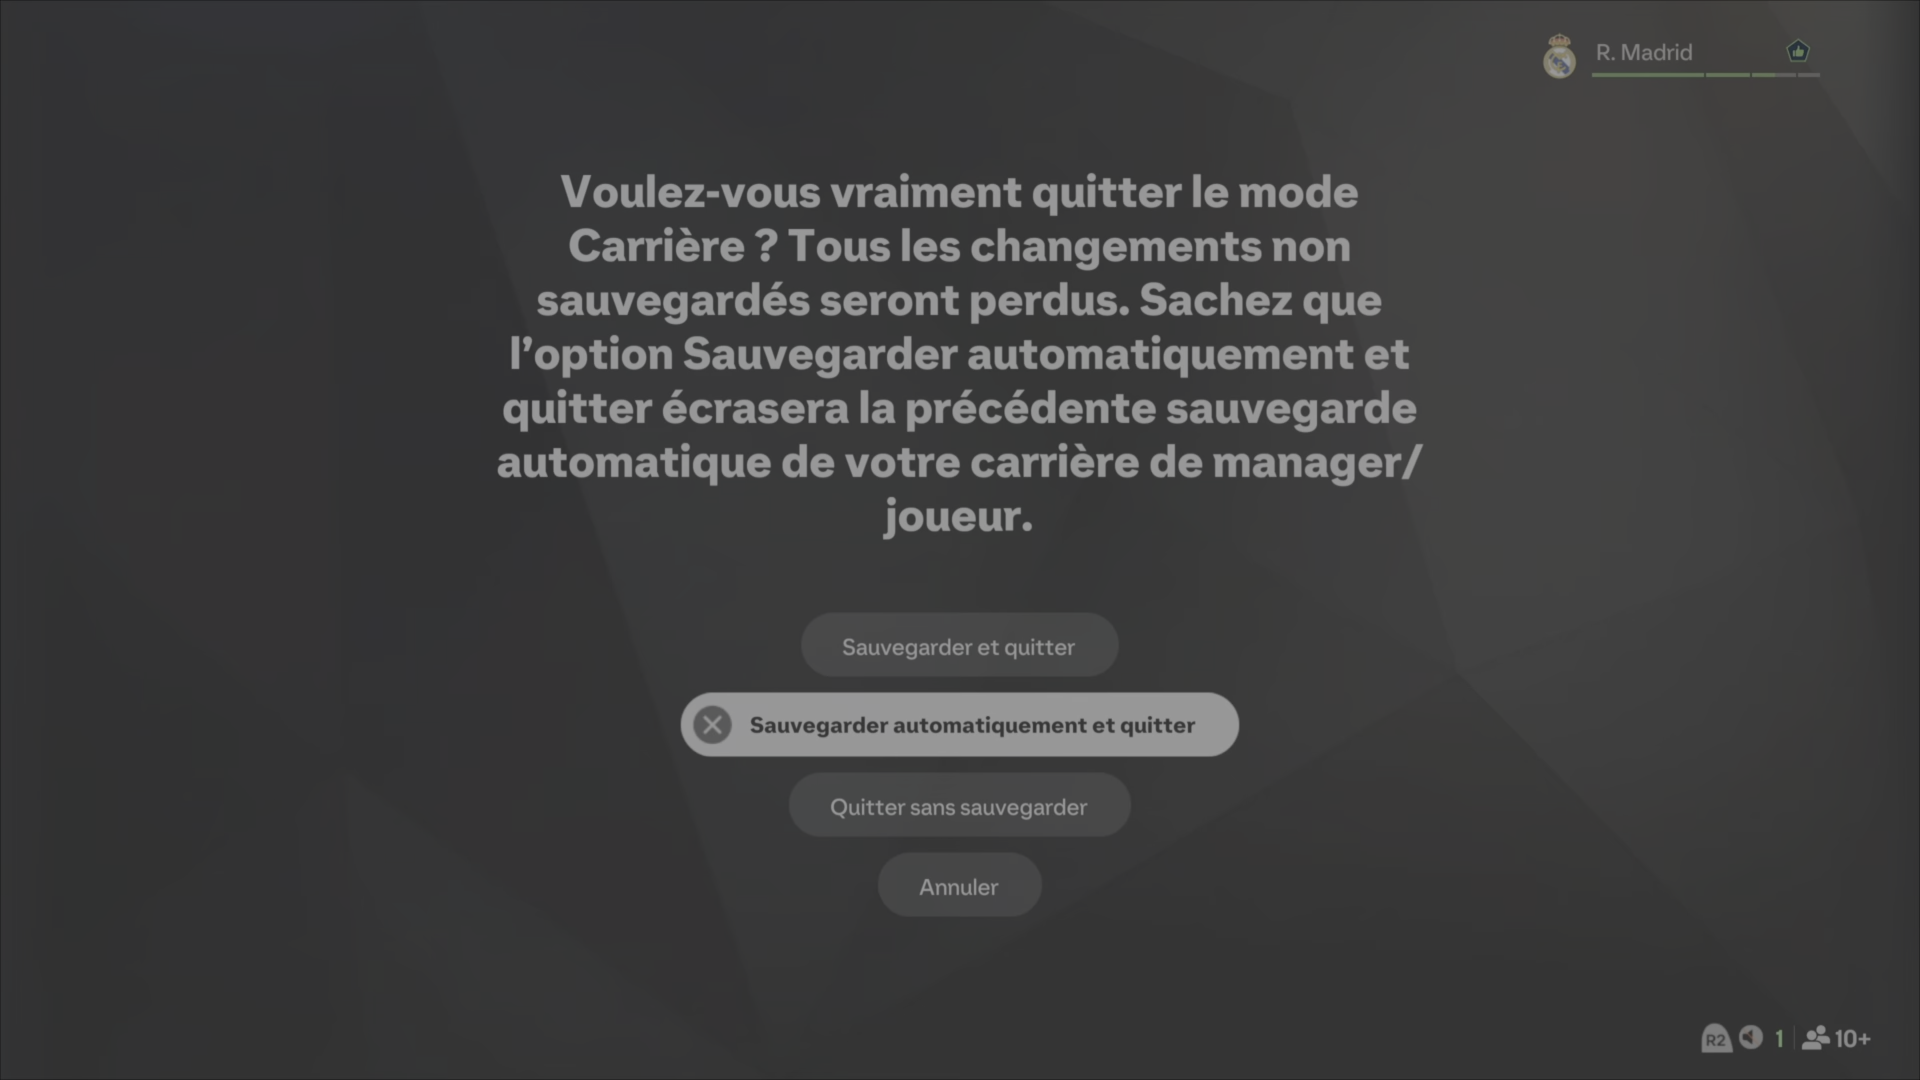 R. Madrid
Voulez-vous vraiment quitter le mode
Carrière ? Tous les changements non
sauvegardés seront perdus. Sachez que
l’option Sauvegarder automatiquement et
quitter écrasera la précédente sauvegarde
automatique de votre carrière de manager/
joueur.
Sauvegarder et quitter
Sauvegarder automatiquement et quitter
Quitter sans sauvegarder
Annuler
R2 1 10+